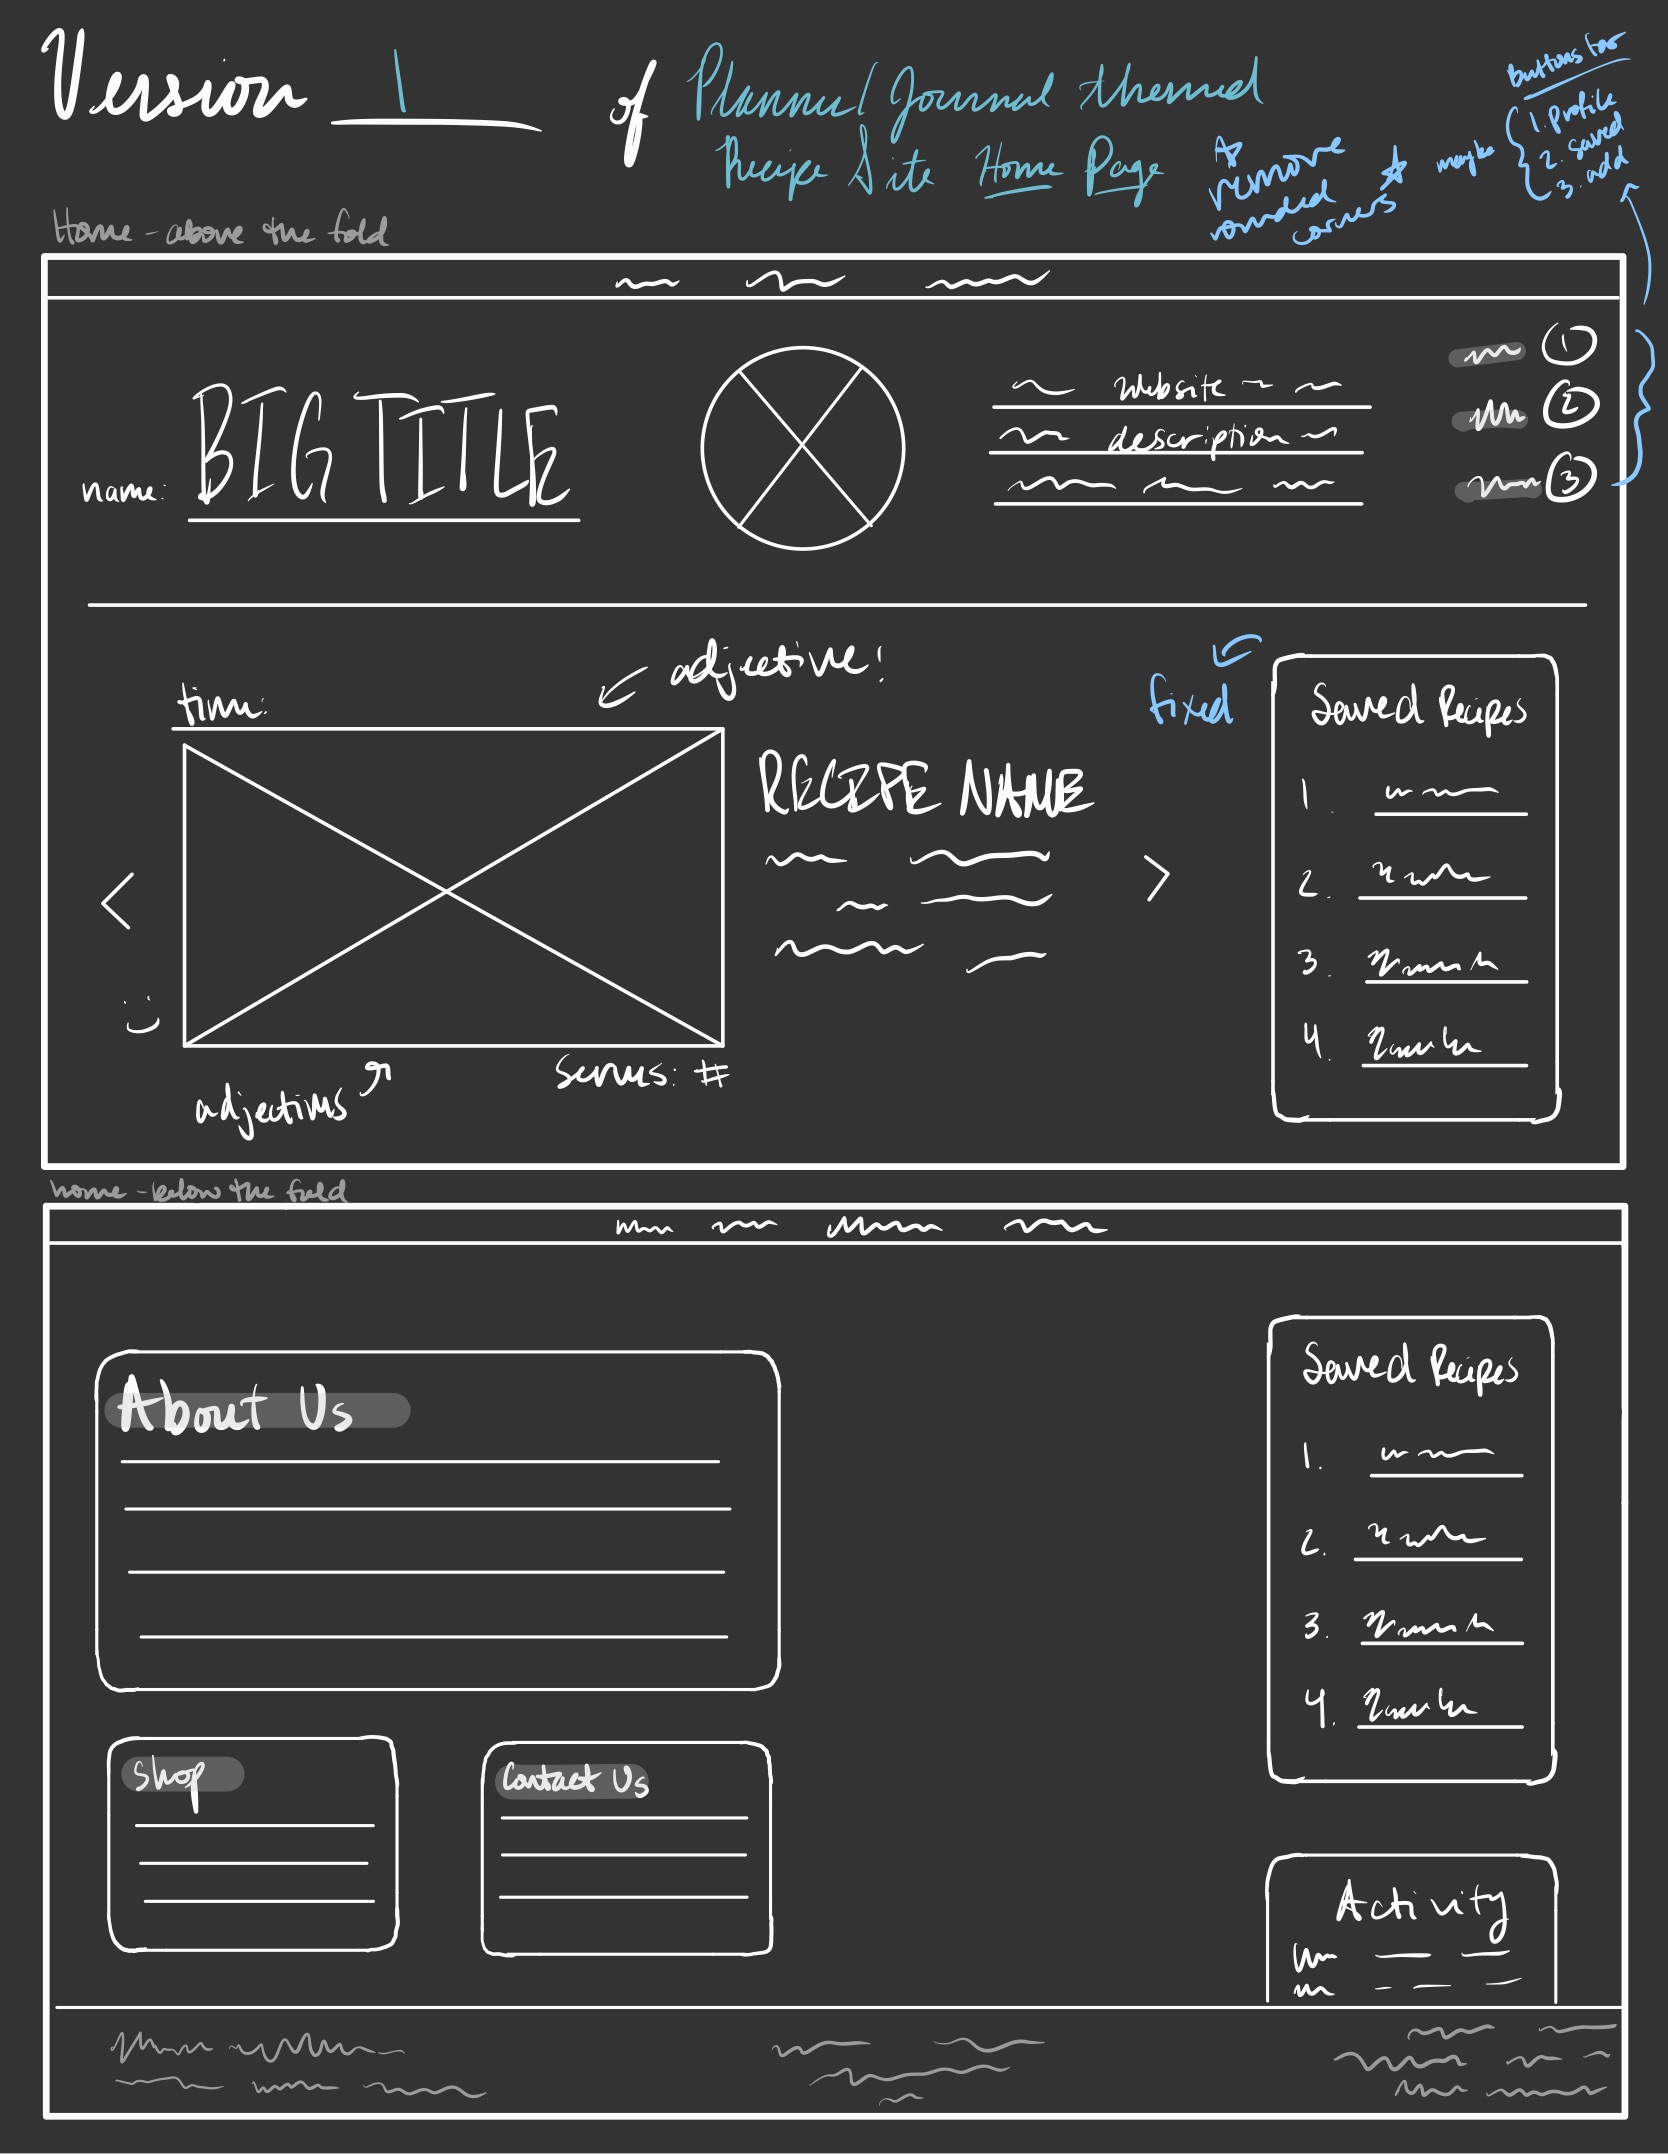 Version 1 of Planner/Journal themed
Recipe Site Home Page
☆ remove
rounded
corners ☆
maybe
buttons for
1. profile
2. saved
3. add
Home - above the fold
1
2
3
name: BIG TITLE
website
description
time:
adjective!
fixed
RECIPE NAME
:)
adjectives
Serves: #
Saved Recipes
1.
2.
3.
4.
home - below the fold
About Us
Shop
Contact Us
Saved Recipes
1.
2.
3.
4.
Activity